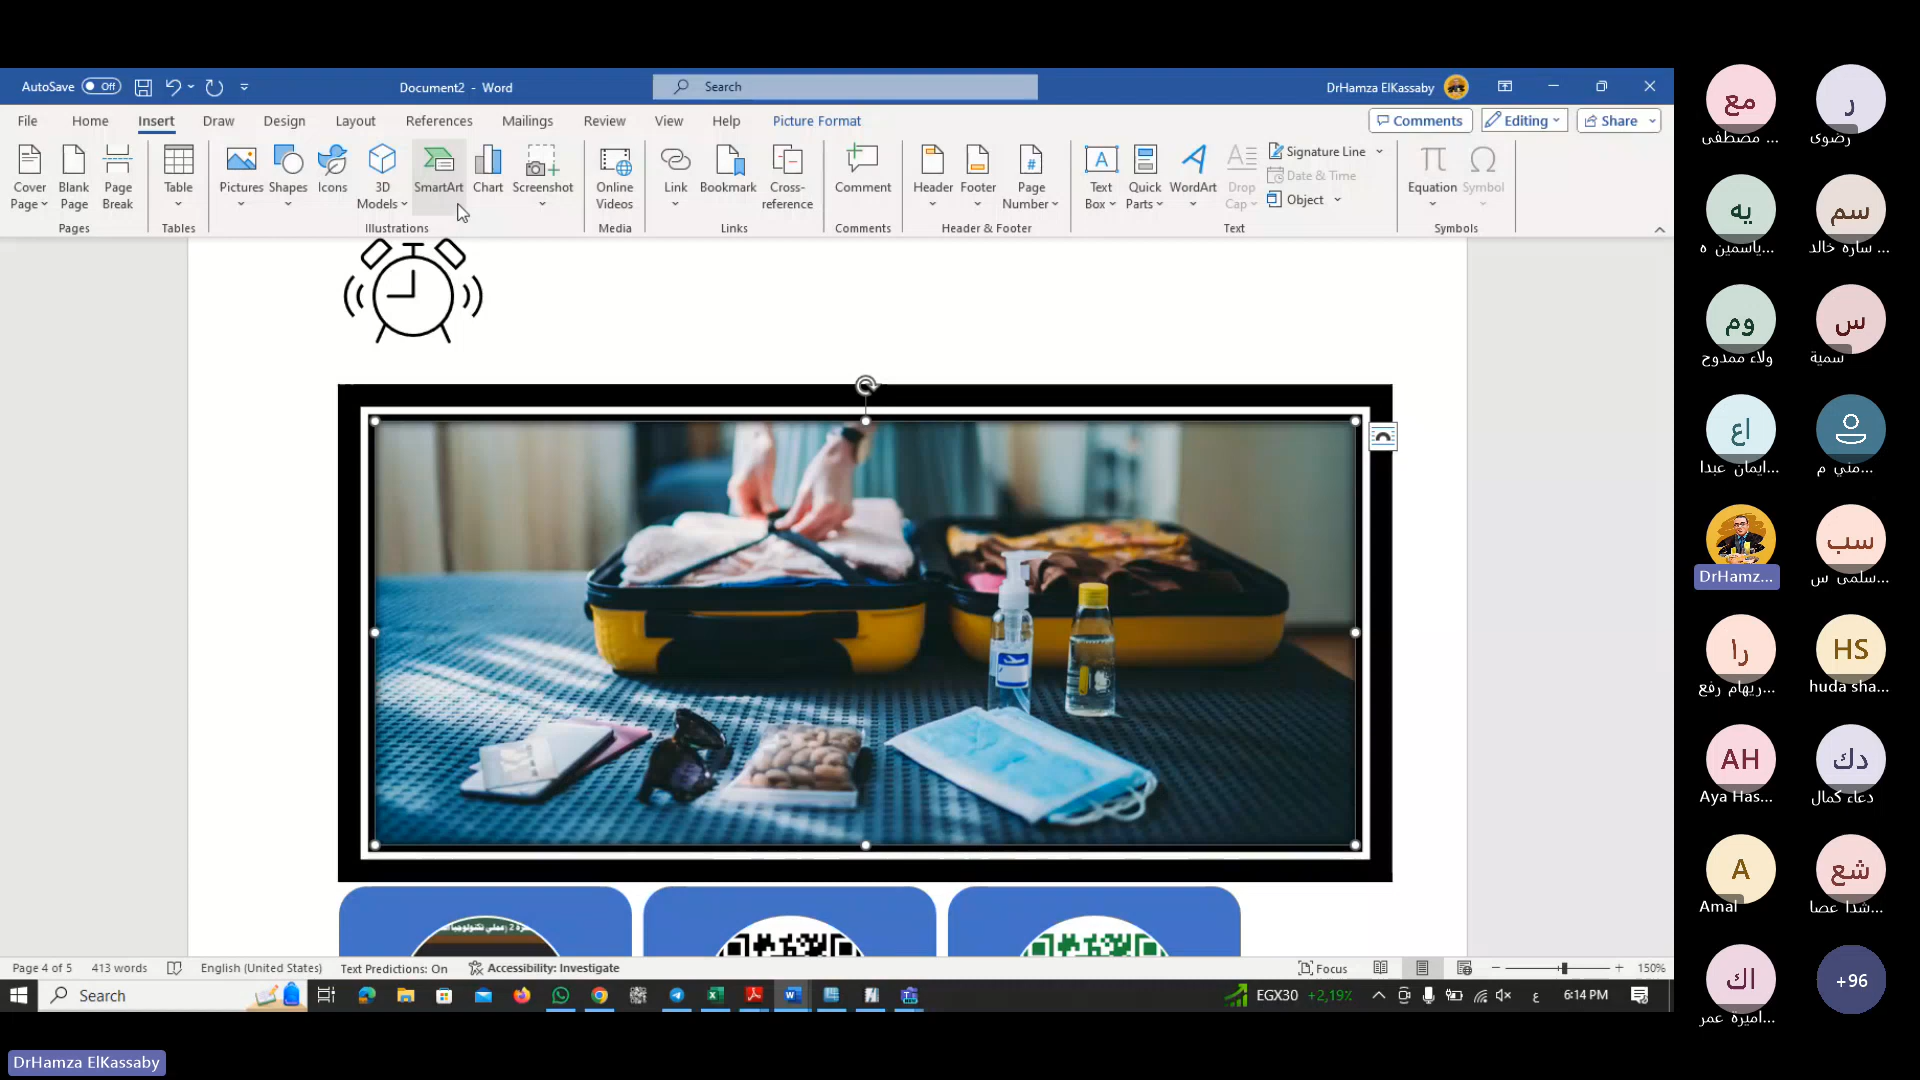 AutoSave Off
Document2 - Word
Search
DrHamza ElKassaby
File Home Insert Draw Design Layout References Mailings Review View Help Picture Format
Comments Editing Share
Cover Page
Blank Page
Page Break
Pages
Table
Tables
Pictures
Shapes
Icons
3D Models
SmartArt
Chart
Screenshot
Illustrations
Online Videos
Media
Link
Bookmark
Cross-reference
Links
Comment
Comments
Header
Footer
Page Number
Header & Footer
Text Box
Quick Parts
WordArt
Drop Cap
Signature Line
Date & Time
Object
Text
Equation
Symbol
Symbols
Page 4 of 5 413 words English (United States) Text Predictions: On Accessibility: Investigate
Focus 150%
Search
EGX30 +2,19% ع 6:14 PM
مع
مصطفى ...
ر
رضوى
يه
ياسمين ه...
سم
ساره خالد ...
وم
ولاء ممدوح
س
سمية
اع
ايمان عبدا...
مني م...
DrHamz...
سب
سلمى س...
را
ريهام رفع...
HS
huda sha...
AH
Aya Has...
دك
دعاء كمال
A
Amal
شع
شدا عصا...
اك
اميرة عمر...
+96
DrHamza ElKassaby